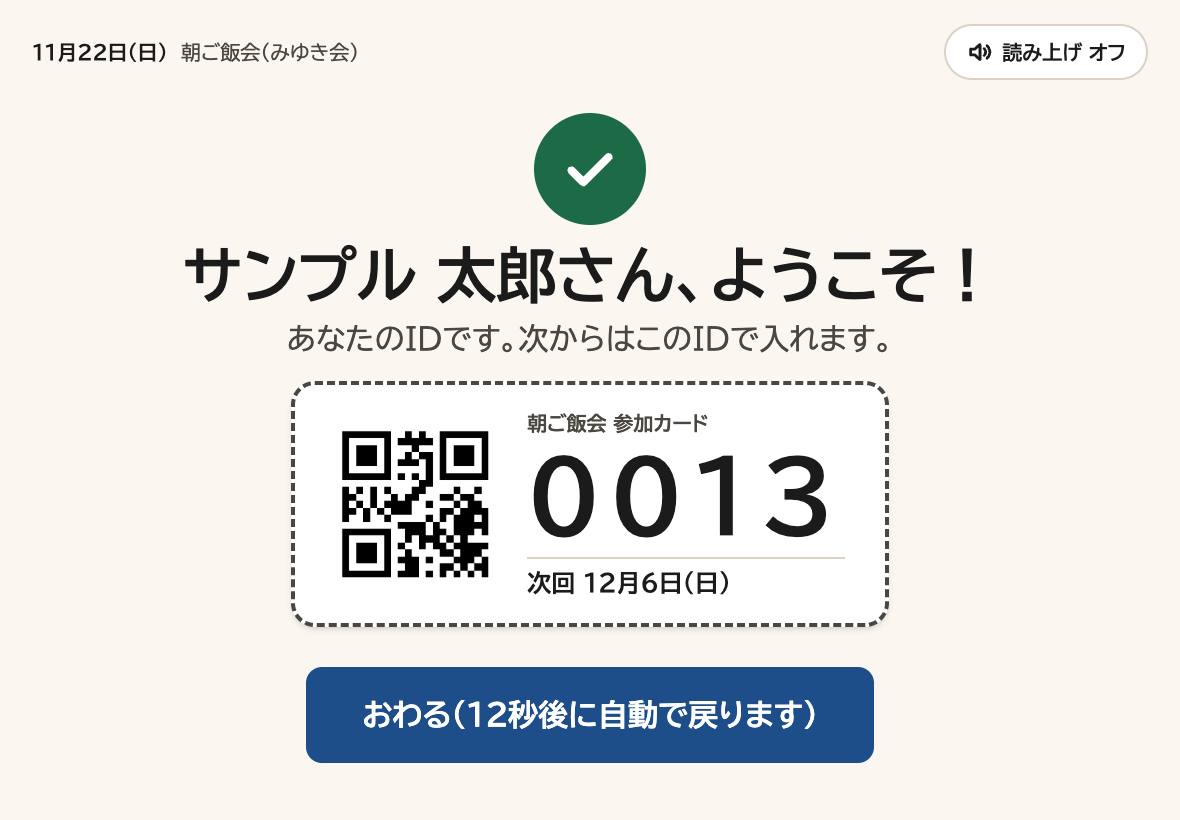 11月22日(日) 朝ご飯会(みゆき会)
読み上げ オフ
サンプル 太郎さん、ようこそ！
あなたのIDです。次からはこのIDで入れます。
朝ご飯会 参加カード
0013
次回 12月6日(日)
おわる(12秒後に自動で戻ります)